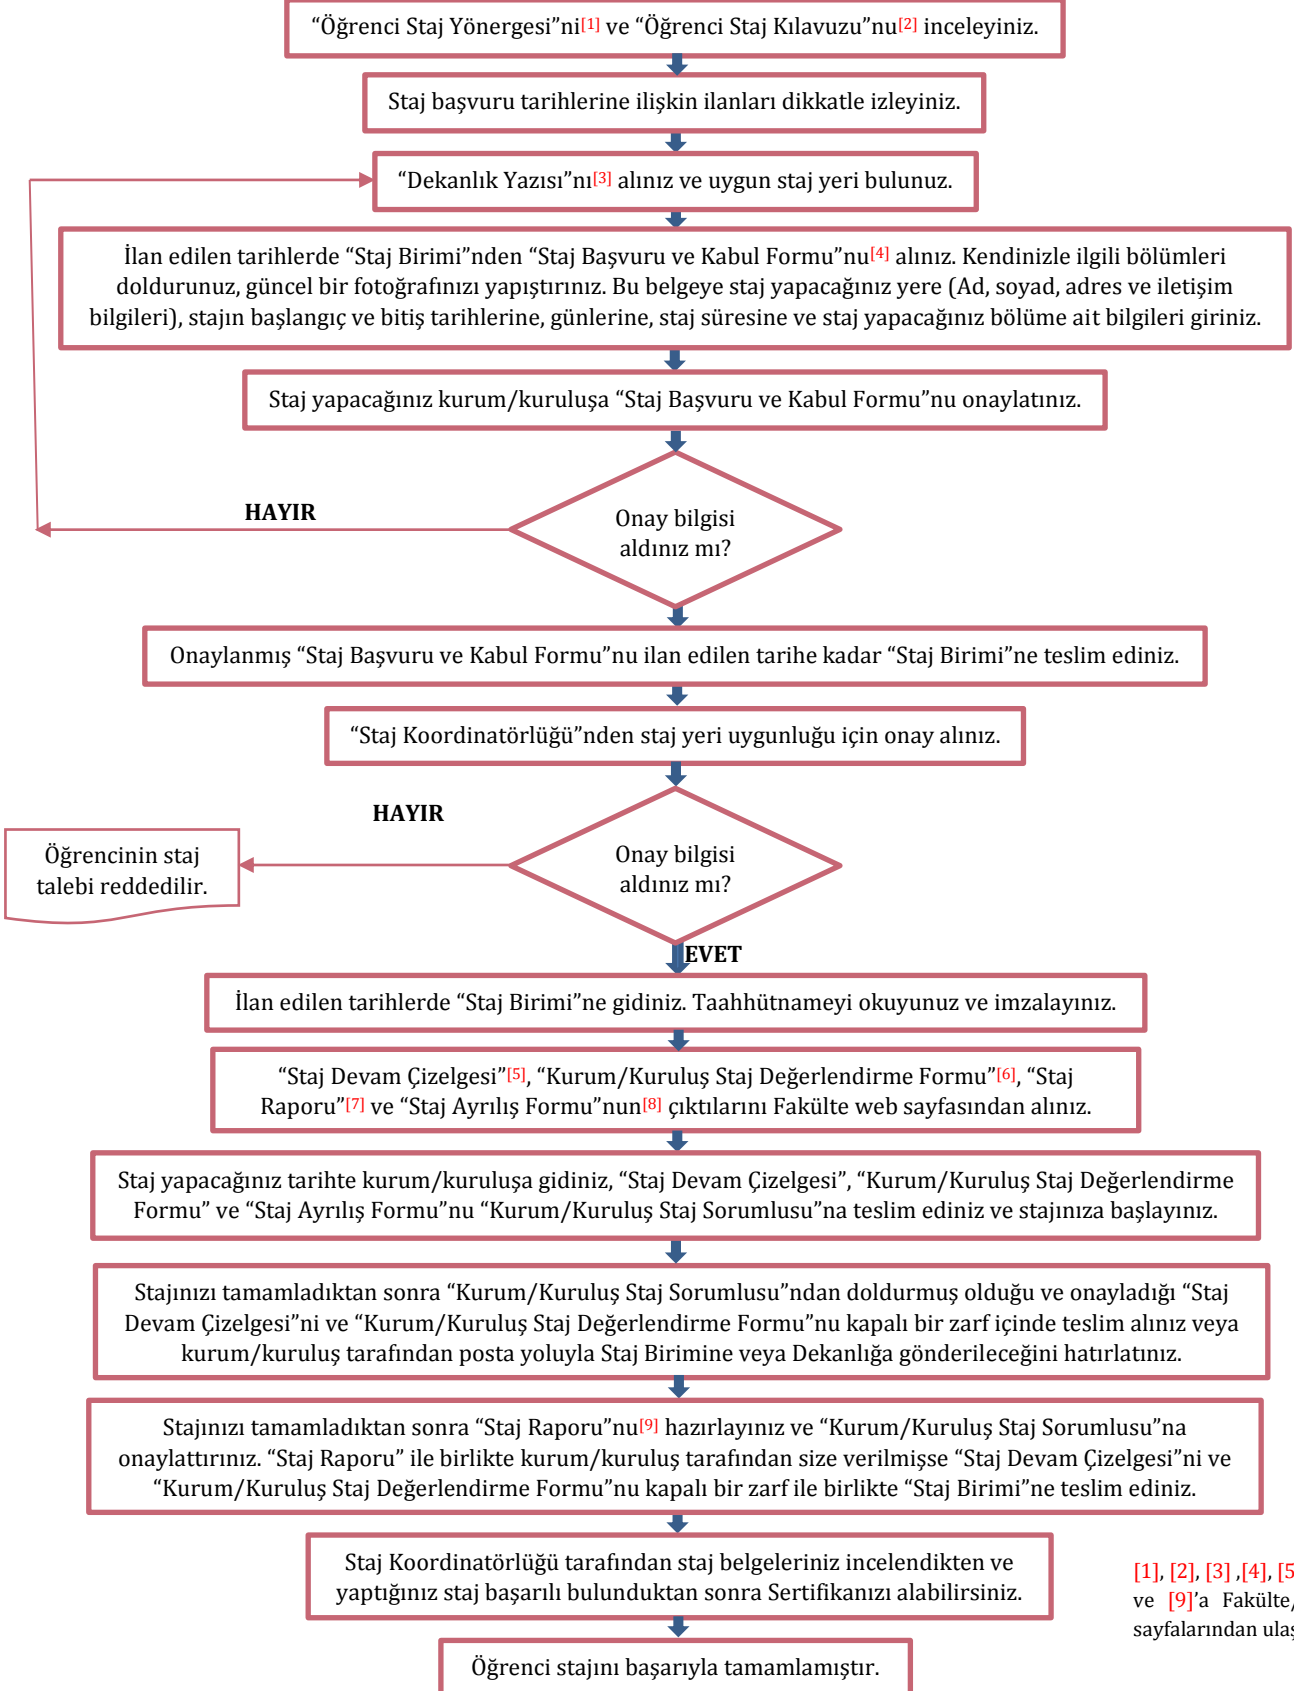 “Öğrenci Staj Yönergesi”ni[1] ve “Öğrenci Staj Kılavuzu”nu[2] inceleyiniz.
Staj başvuru tarihlerine ilişkin ilanları dikkatle izleyiniz.
“Dekanlık Yazısı”nı[3] alınız ve uygun staj yeri bulunuz.
İlan edilen tarihlerde “Staj Birimi”nden “Staj Başvuru ve Kabul Formu”nu[4] alınız. Kendinizle ilgili bölümleri
doldurunuz, güncel bir fotoğrafınızı yapıştırınız. Bu belgeye staj yapacağınız yere (Ad, soyad, adres ve iletişim
bilgileri), stajın başlangıç ve bitiş tarihlerine, günlerine, staj süresine ve staj yapacağınız bölüme ait bilgileri giriniz.
Staj yapacağınız kurum/kuruluşa “Staj Başvuru ve Kabul Formu”nu onaylatınız.
HAYIR
Onay bilgisi
aldınız mı?
Onaylanmış “Staj Başvuru ve Kabul Formu”nu ilan edilen tarihe kadar “Staj Birimi”ne teslim ediniz.
“Staj Koordinatörlüğü”nden staj yeri uygunluğu için onay alınız.
HAYIR
Öğrencinin staj
talebi reddedilir.
Onay bilgisi
aldınız mı?
EVET
İlan edilen tarihlerde “Staj Birimi”ne gidiniz. Taahhütnameyi okuyunuz ve imzalayınız.
“Staj Devam Çizelgesi”[5], “Kurum/Kuruluş Staj Değerlendirme Formu”[6], “Staj
Raporu”[7] ve “Staj Ayrılış Formu”nun[8] çıktılarını Fakülte web sayfasından alınız.
Staj yapacağınız tarihte kurum/kuruluşa gidiniz, “Staj Devam Çizelgesi”, “Kurum/Kuruluş Staj Değerlendirme
Formu” ve “Staj Ayrılış Formu”nu “Kurum/Kuruluş Staj Sorumlusu”na teslim ediniz ve stajınıza başlayınız.
Stajınızı tamamladıktan sonra “Kurum/Kuruluş Staj Sorumlusu”ndan doldurmuş olduğu ve onayladığı “Staj
Devam Çizelgesi”ni ve “Kurum/Kuruluş Staj Değerlendirme Formu”nu kapalı bir zarf içinde teslim alınız veya
kurum/kuruluş tarafından posta yoluyla Staj Birimine veya Dekanlığa gönderileceğini hatırlatınız.
Stajınızı tamamladıktan sonra “Staj Raporu”nu[9] hazırlayınız ve “Kurum/Kuruluş Staj Sorumlusu”na
onaylattırınız. “Staj Raporu” ile birlikte kurum/kuruluş tarafından size verilmişse “Staj Devam Çizelgesi”ni ve
“Kurum/Kuruluş Staj Değerlendirme Formu”nu kapalı bir zarf ile birlikte “Staj Birimi”ne teslim ediniz.
Staj Koordinatörlüğü tarafından staj belgeleriniz incelendikten ve
yaptığınız staj başarılı bulunduktan sonra Sertifikanızı alabilirsiniz.
[1], [2], [3] ,[4], [5
ve [9]’a Fakülte/
sayfalarından ulaş
Öğrenci stajını başarıyla tamamlamıştır.